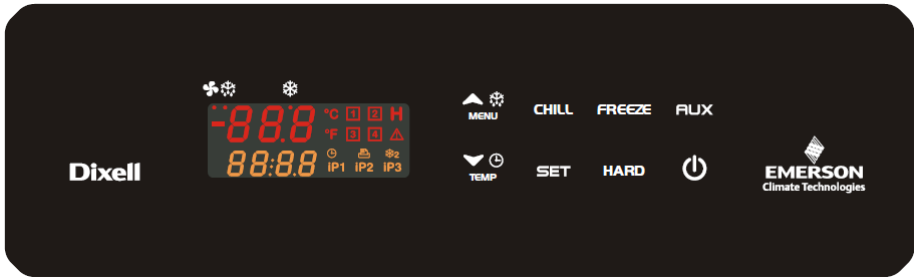 Dixell
-88.8 °C 1 2 H
°F 3 4
88:8.8 iP1 iP2 iP3
2
MENU
TEMP
CHILL FREEZE AUX
SET HARD
EMERSON
Climate Technologies